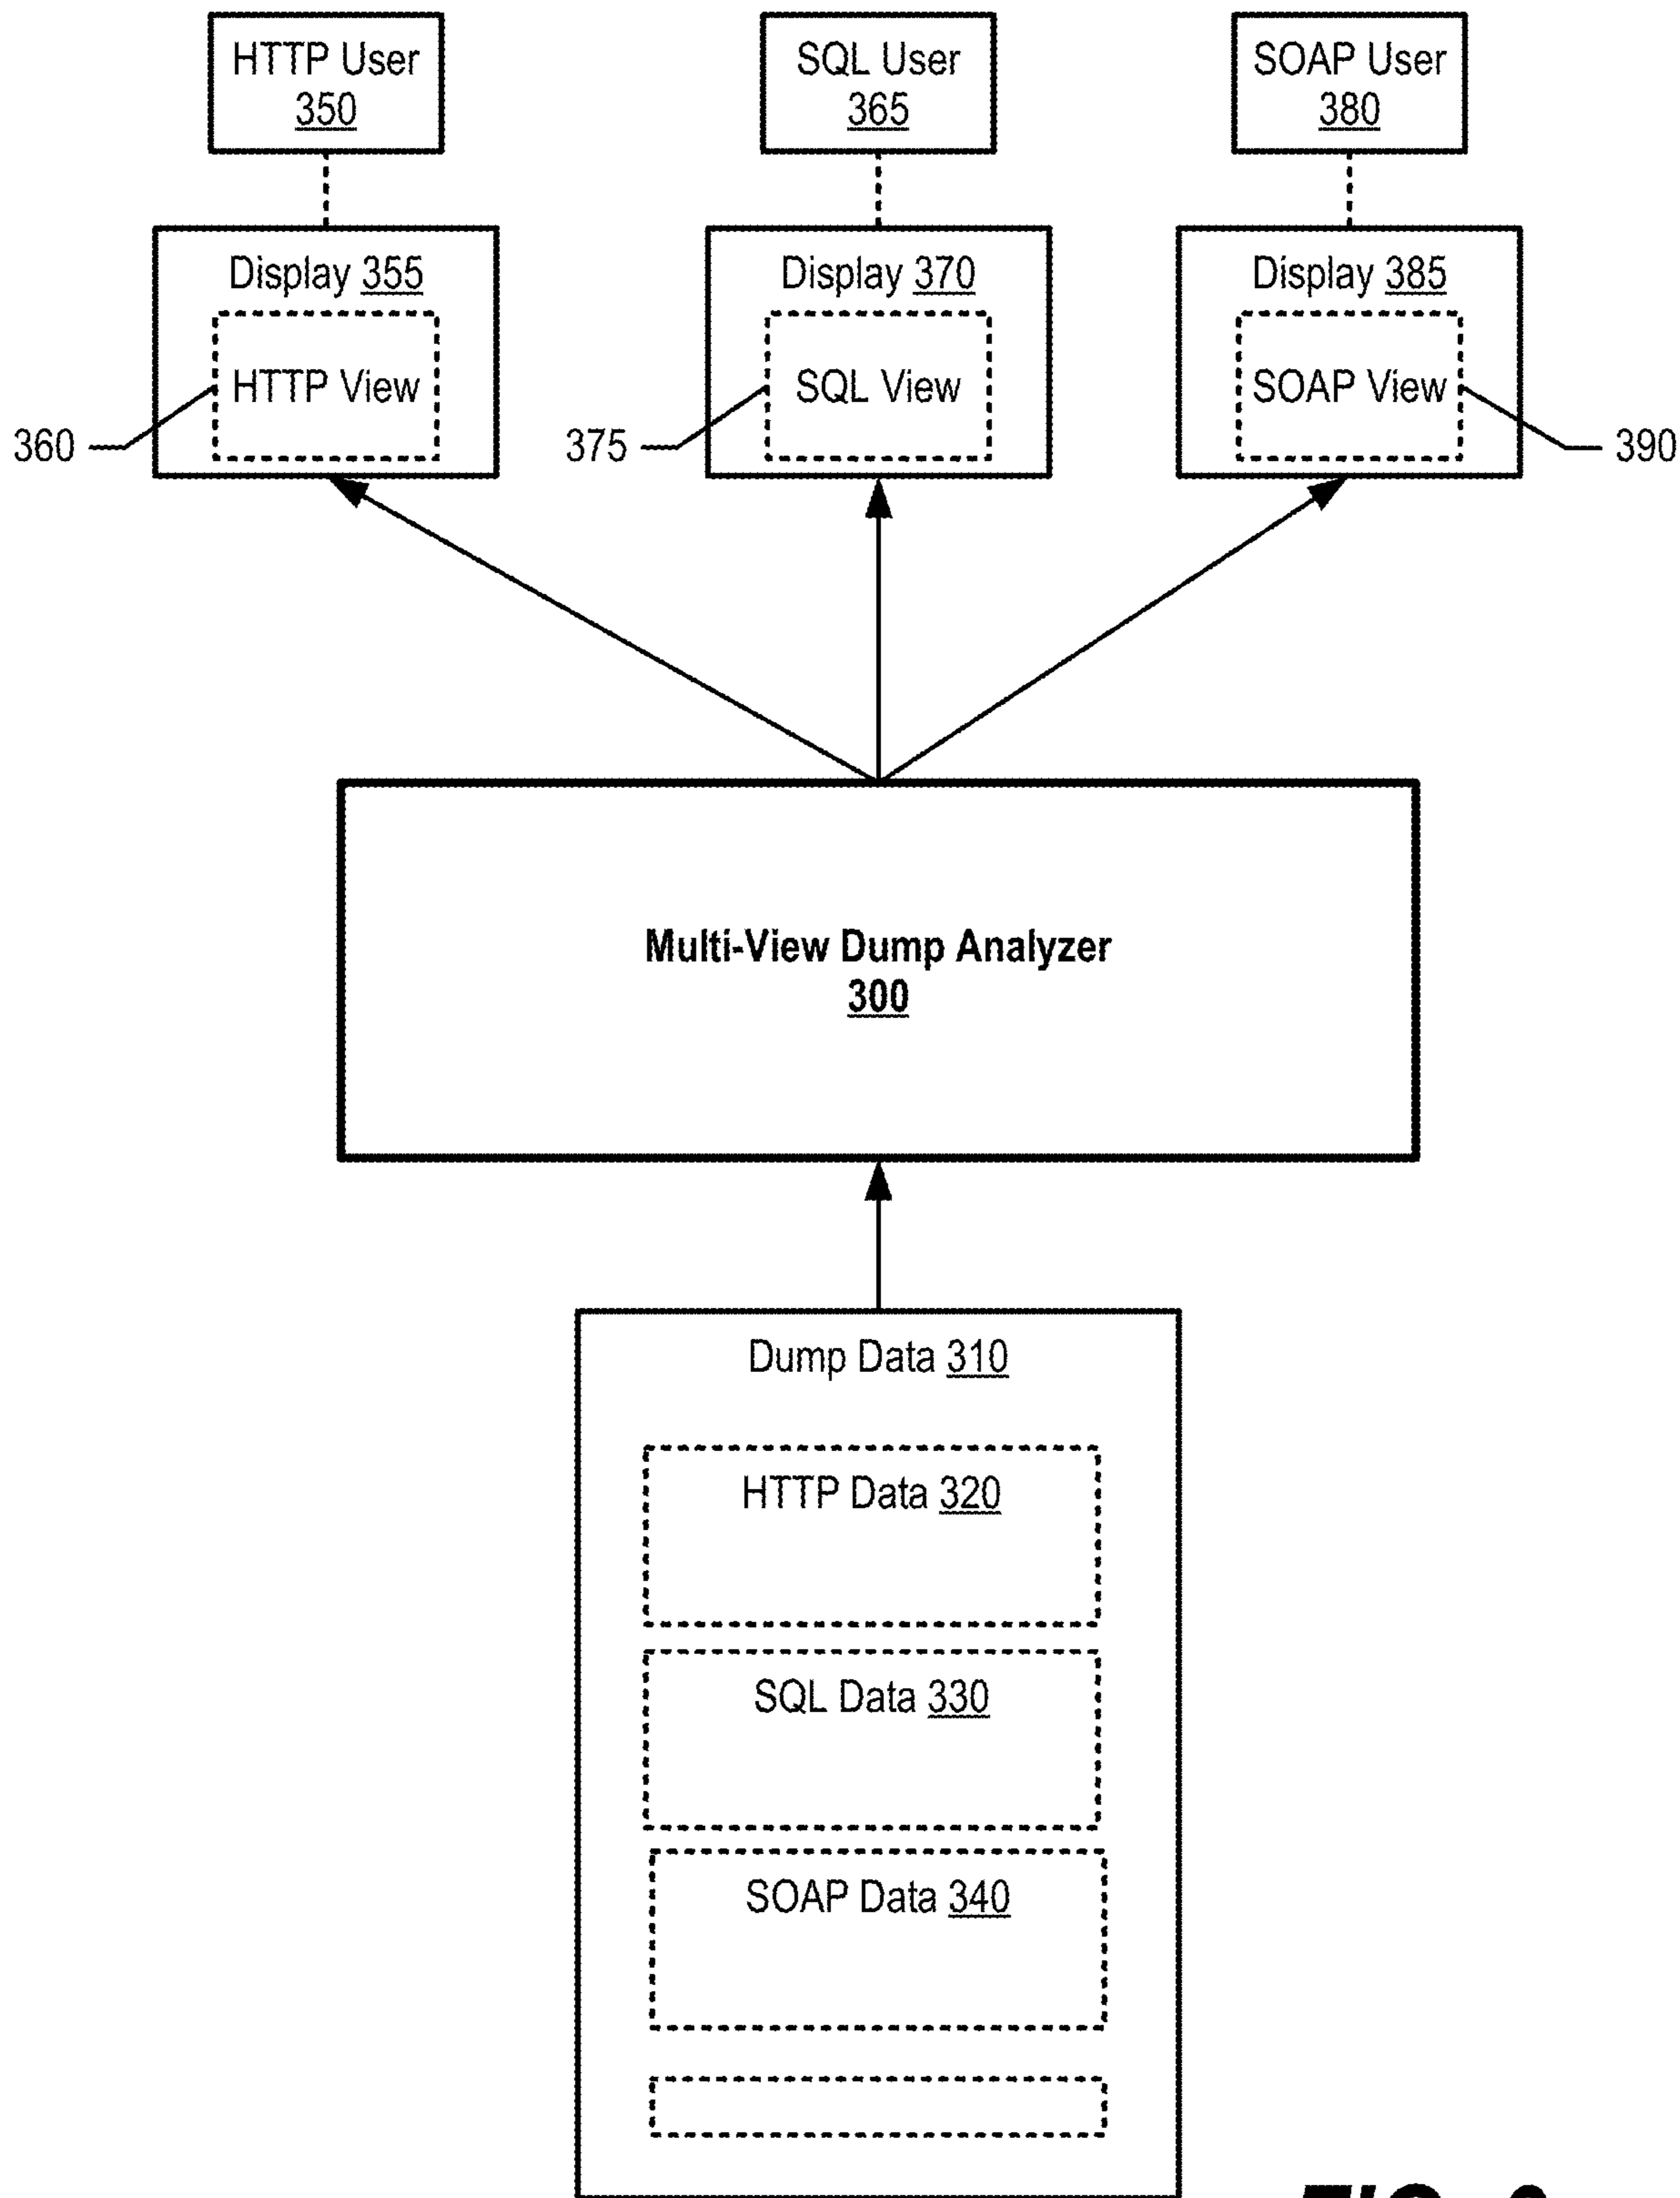 HTTP User
350
SQL User
365
SOAP User
380
Display 355
Display 370
Display 385
HTTP View
SQL View
SOAP View
360
375
390
Multi-View Dump Analyzer
300
Dump Data 310
HTTP Data 320
SQL Data 330
SOAP Data 340